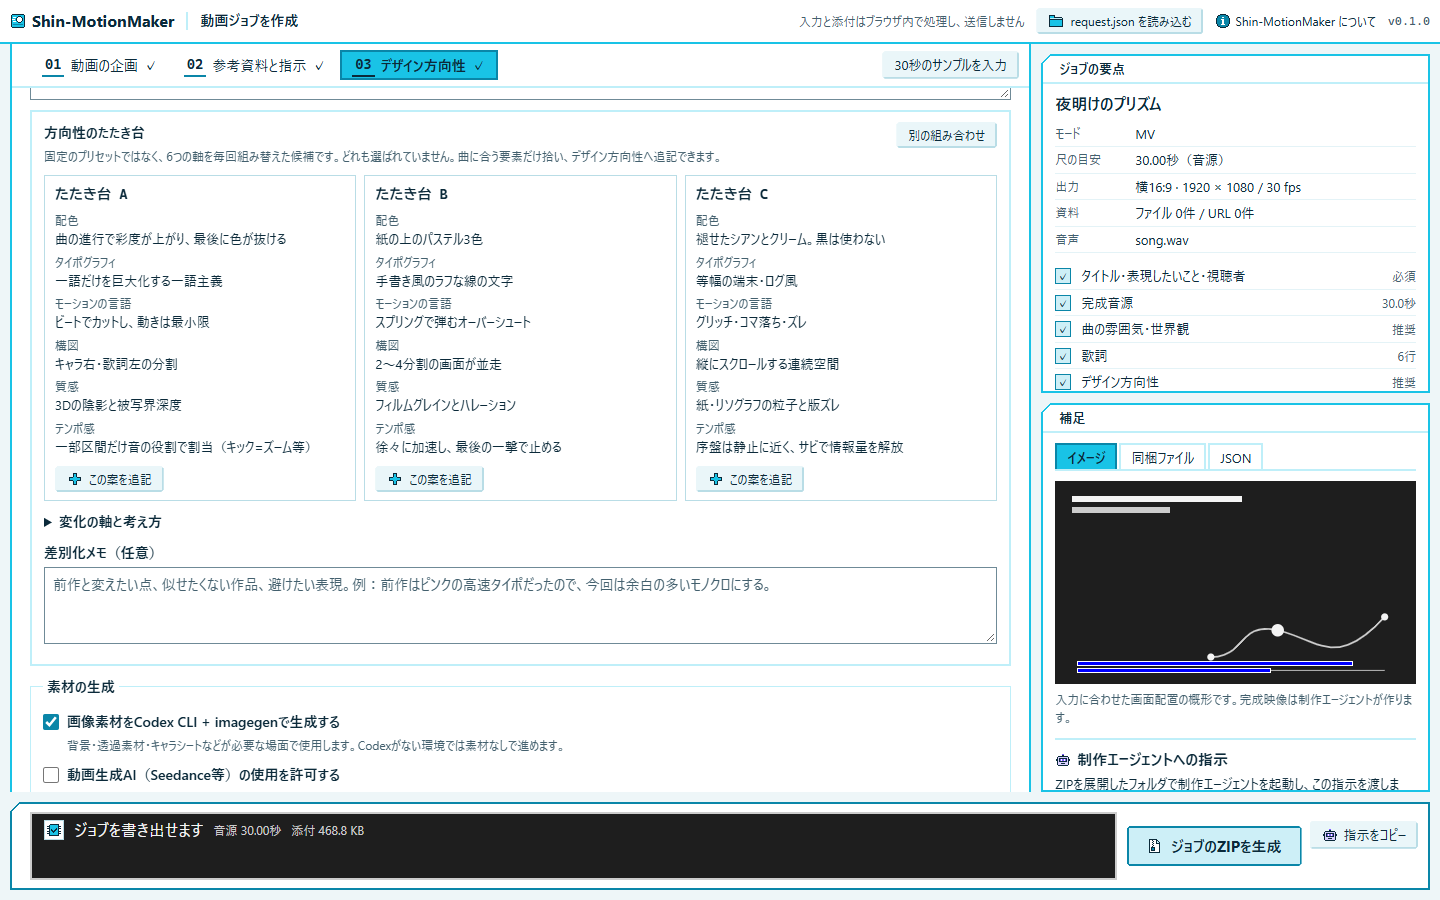 Shin-MotionMaker
動画ジョブを作成
入力と添付はブラウザ内で処理し、送信しません
request.json を読み込む
Shin-MotionMaker について
v0.1.0
01 動画の企画 ✓
02 参考資料と指示 ✓
03 デザイン方向性 ✓
30秒のサンプルを入力
方向性のたたき台
別の組み合わせ
固定のプリセットではなく、6つの軸を毎回組み替えた候補です。どれも選ばれていません。曲に合う要素だけ拾い、デザイン方向性へ追記できます。
たたき台 A
配色
曲の進行で彩度が上がり、最後に色が抜ける
タイポグラフィ
一語だけを巨大化する一語主義
モーションの言語
ビートでカットし、動きは最小限
構図
キャラ右・歌詞左の分割
質感
3Dの陰影と被写界深度
テンポ感
一部区間だけ音の役割で割当（キック=ズーム等）
この案を追記
たたき台 B
配色
紙の上のパステル3色
タイポグラフィ
手書き風のラフな線の文字
モーションの言語
スプリングで弾むオーバーシュート
構図
2〜4分割の画面が並走
質感
フィルムグレインとハレーション
テンポ感
徐々に加速し、最後の一撃で止める
この案を追記
たたき台 C
配色
褪せたシアンとクリーム。黒は使わない
タイポグラフィ
等幅の端末・ログ風
モーションの言語
グリッチ・コマ落ち・ズレ
構図
縦にスクロールする連続空間
質感
紙・リソグラフの粒子と版ズレ
テンポ感
序盤は静止に近く、サビで情報量を解放
この案を追記
変化の軸と考え方
差別化メモ（任意）
前作と変えたい点、似せたくない作品、避けたい表現。例：前作はピンクの高速タイポだったので、今回は余白の多いモノクロにする。
素材の生成
画像素材をCodex CLI + imagegenで生成する
背景・透過素材・キャラシートなどが必要な場面で使用します。Codexがない環境では素材なしで進めます。
動画生成AI（Seedance等）の使用を許可する
ジョブの要点
夜明けのプリズム
モード MV
尺の目安 30.00秒（音源）
出力 横16:9 · 1920 × 1080 / 30 fps
資料 ファイル 0件 / URL 0件
音声 song.wav
タイトル・表現したいこと・視聴者 必須
完成音源 30.0秒
曲の雰囲気・世界観 推奨
歌詞 6行
デザイン方向性 推奨
補足
イメージ
同梱ファイル
JSON
入力に合わせた画面配置の概形です。完成映像は制作エージェントが作りま
す。
制作エージェントへの指示
ZIPを展開したフォルダで制作エージェントを起動し、この指示を渡しま
ジョブを書き出せます 音源 30.00秒 添付 468.8 KB
ジョブのZIPを生成
指示をコピー